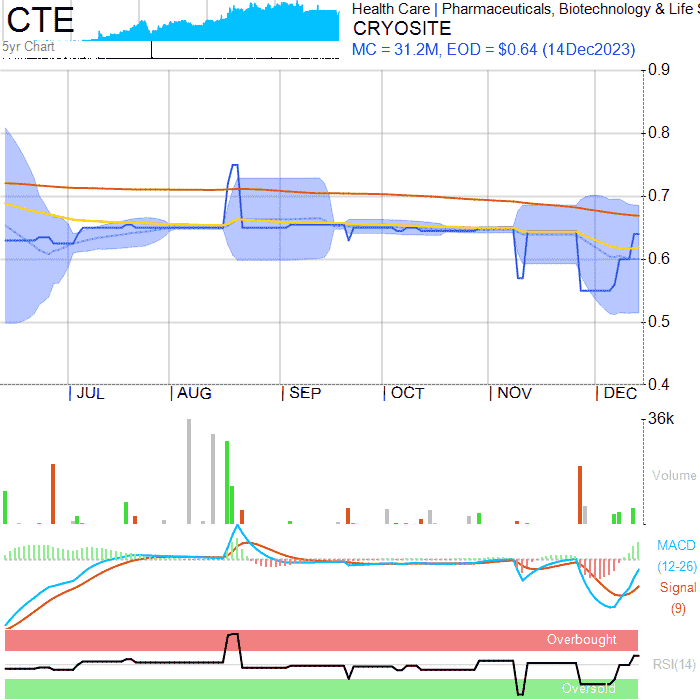 CTE
5yr Chart
Health Care | Pharmaceuticals, Biotechnology & Life S
CRYOSITE
MC = 31.2M, EOD = $0.64 (14Dec2023)
0.9
0.8
0.7
0.6
0.5
0.4
JUL AUG SEP OCT NOV DEC
36k
Volume
MACD
(12-26)
Signal
(9)
Overbought
RSI(14)
Oversold